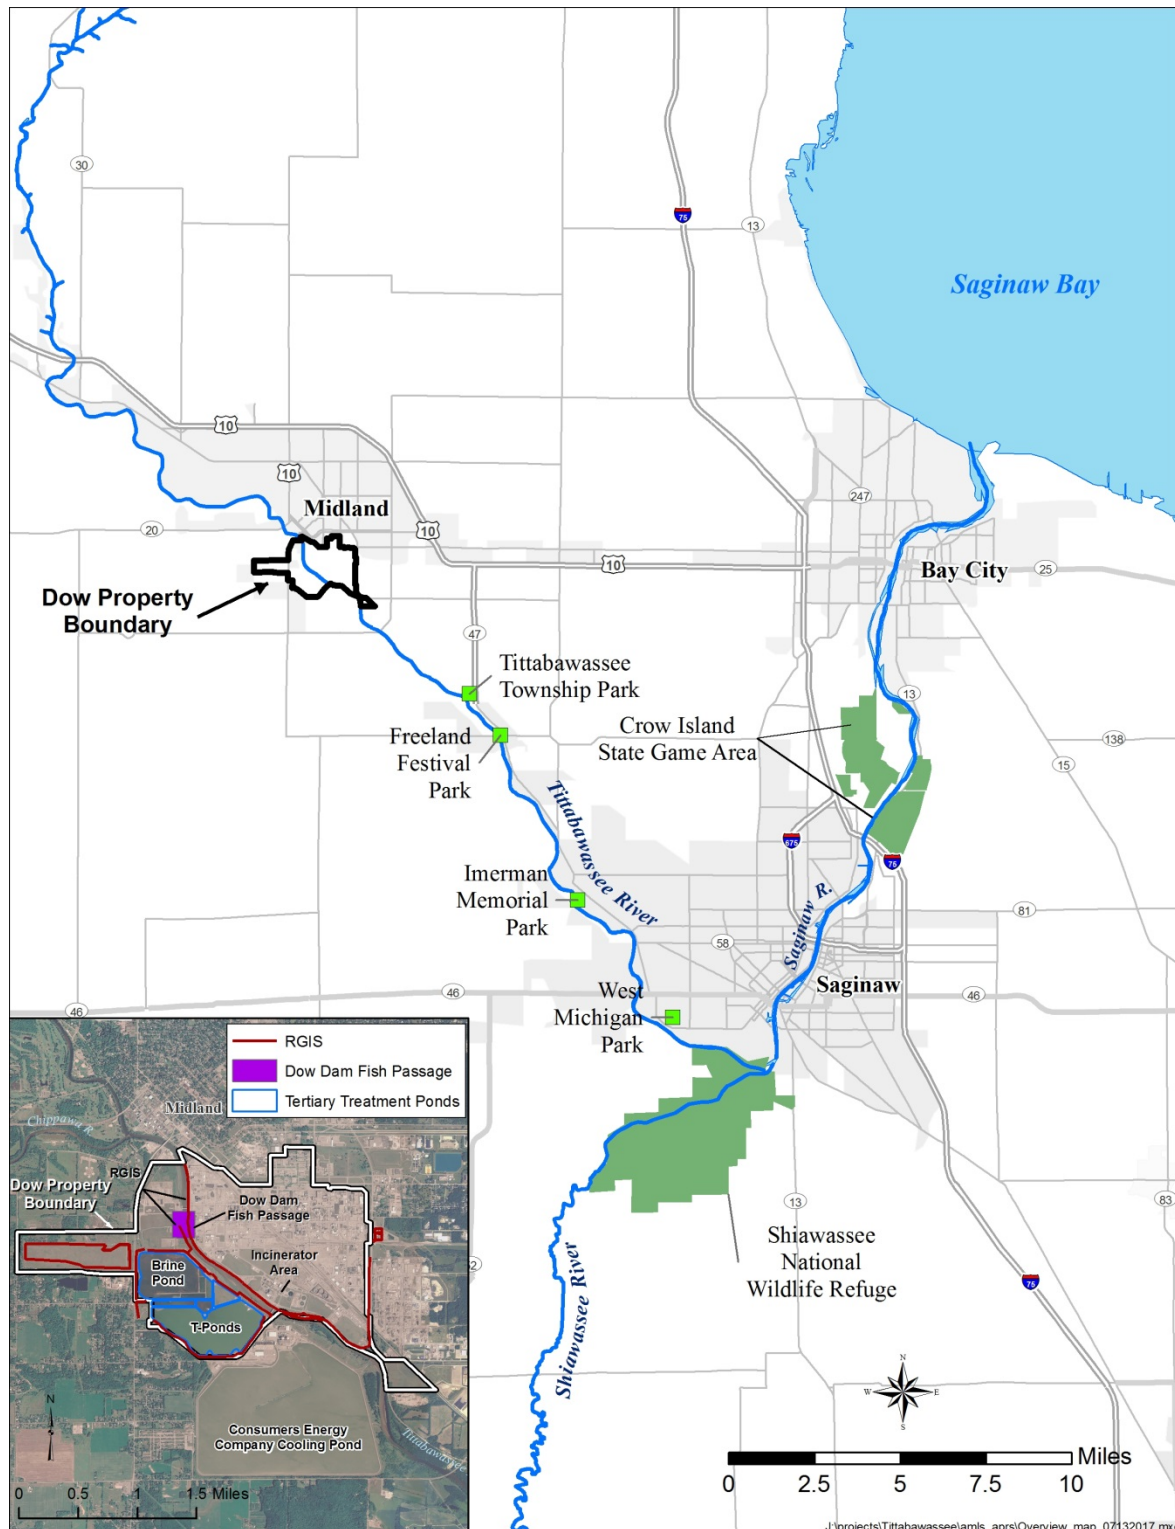 30
75
13
Saginaw Bay
10
10
247
Midland
20
10
10
Bay City
25
Dow Property
Boundary
47
Tittabawassee
Township Park
13
Crow Island
State Game Area
Freeland
Festival
Park
138
15
Tittabawassee River
675
75
Imerman
Memorial
Park
81
58
Saginaw R.
Saginaw
46
46
46
West
Michigan
Park
13
83
Shiawassee
National
Wildlife Refuge
Shiawassee River
75
N
W
E
S
Miles
0
2.5
5
7.5
10
RGIS
Dow Dam Fish Passage
Tertiary Treatment Ponds
Midland
Chippawa R.
RGIS
Dow Property
Boundary
Dow Dam
Fish Passage
Incinerator
Area
Brine
Pond
T-Ponds
Consumers Energy
Company Cooling Pond
Tittabawassee
N
S
0
0.5
1
1.5 Miles